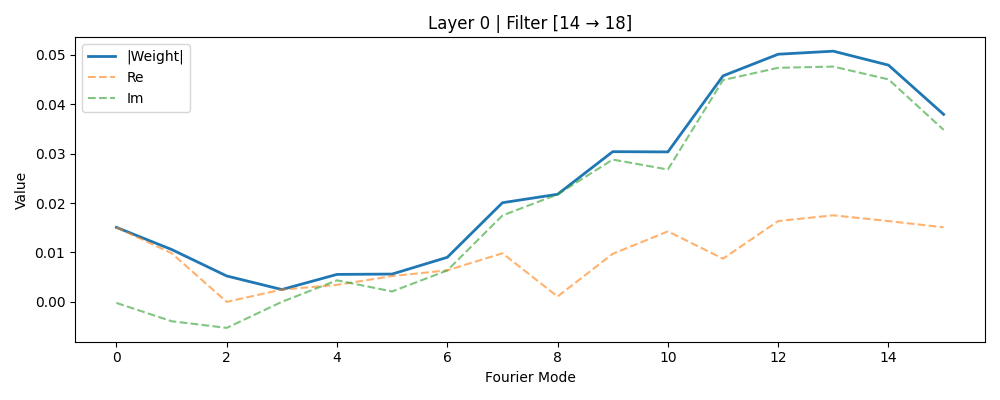 Layer 0 | Filter [14 → 18]
|Weight|
Re
Im
Value
0.05
0.04
0.03
0.02
0.01
0.00
0 2 4 6 8 10 12 14
Fourier Mode